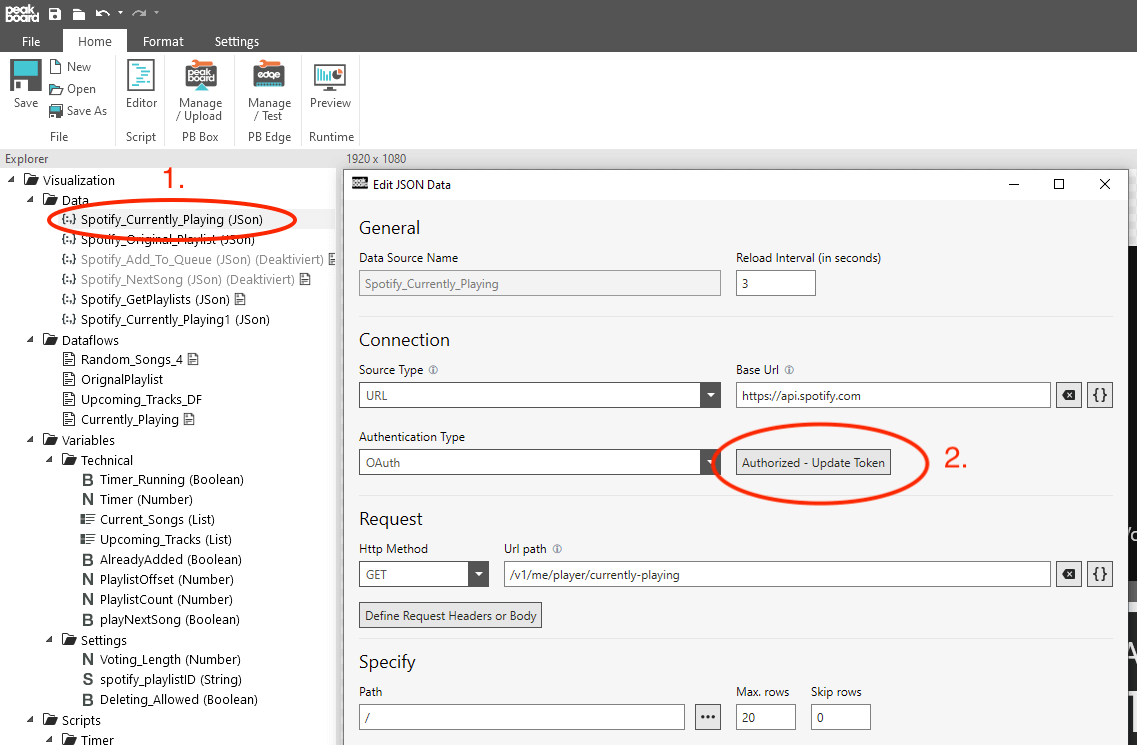 peak board
File Home Format Settings
Save New Open Save As File
Editor Script
peak board Manage / Upload PB Box
edge Manage / Test PB Edge
Preview Runtime
Explorer
Visualization
1.
Data
Spotify_Currently_Playing (JSon)
Spotify_Original_Playlist (JSon)
Spotify_Add_To_Queue (JSon) (Deaktiviert)
Spotify_NextSong (JSon) (Deaktiviert)
Spotify_GetPlaylists (JSon)
Spotify_Currently_Playing1 (JSon)
Dataflows
Random_Songs_4
OrignalPlaylist
Upcoming_Tracks_DF
Currently_Playing
Variables
Technical
B Timer_Running (Boolean)
N Timer (Number)
Current_Songs (List)
Upcoming_Tracks (List)
B AlreadyAdded (Boolean)
N PlaylistOffset (Number)
N PlaylistCount (Number)
B playNextSong (Boolean)
Settings
N Voting_Length (Number)
S spotify_playlistID (String)
B Deleting_Allowed (Boolean)
Scripts
Timer
1920 x 1080
Edit JSON Data
General
Data Source Name Reload Interval (in seconds)
Spotify_Currently_Playing 3
Connection
Source Type Base Url
URL https://api.spotify.com {}
Authentication Type
OAuth Authorized - Update Token
2.
Request
Http Method Url path
GET /v1/me/player/currently-playing {}
Define Request Headers or Body
Specify
Path Max. rows Skip rows
/ ••• 20 0